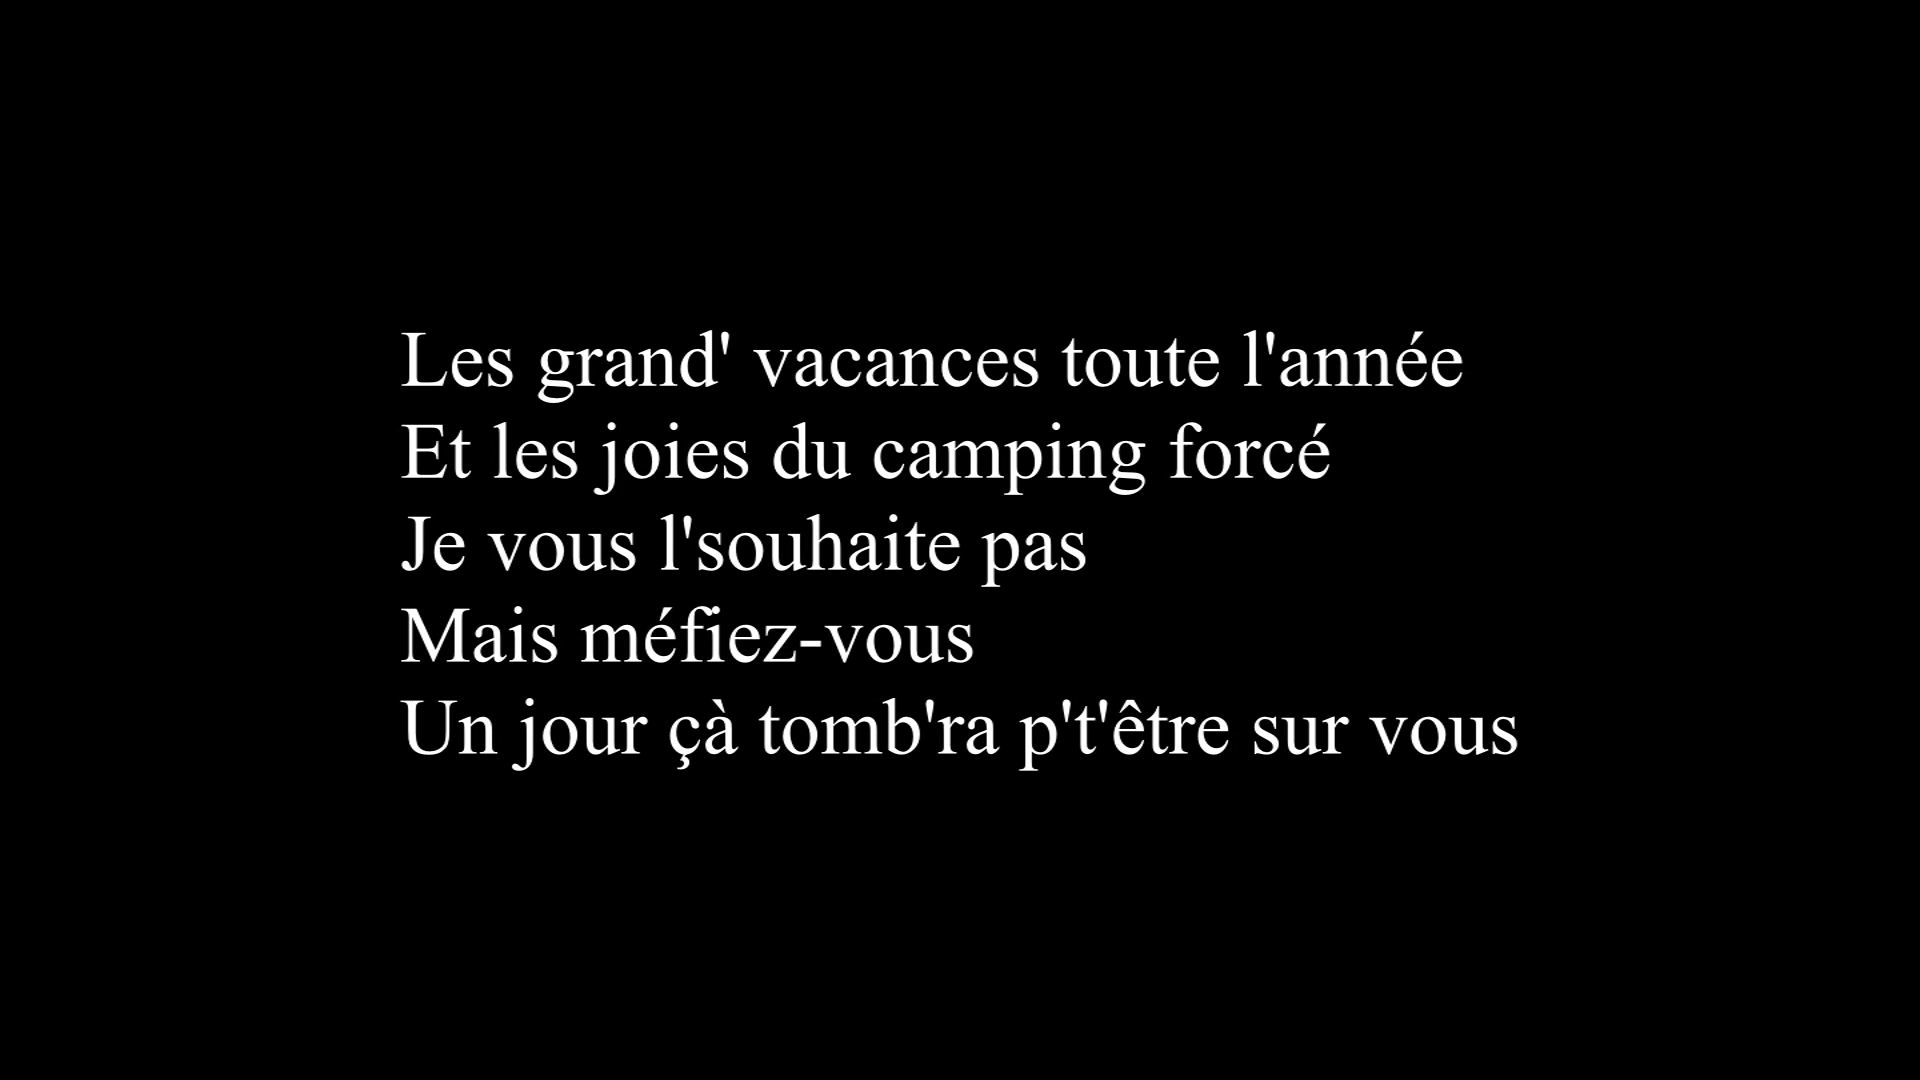 Les grand' vacances toute l'année
Et les joies du camping forcé
Je vous l'souhaite pas
Mais méfiez-vous
Un jour çà tomb'ra p't'être sur vous